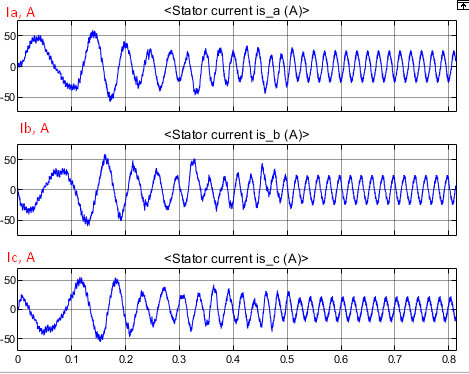 Ia, A
<Stator current is_a (A)>
50
0
-50
Ib, A
<Stator current is_b (A)>
50
0
-50
Ic, A
<Stator current is_c (A)>
50
0
-50
0 0.1 0.2 0.3 0.4 0.5 0.6 0.7 0.8